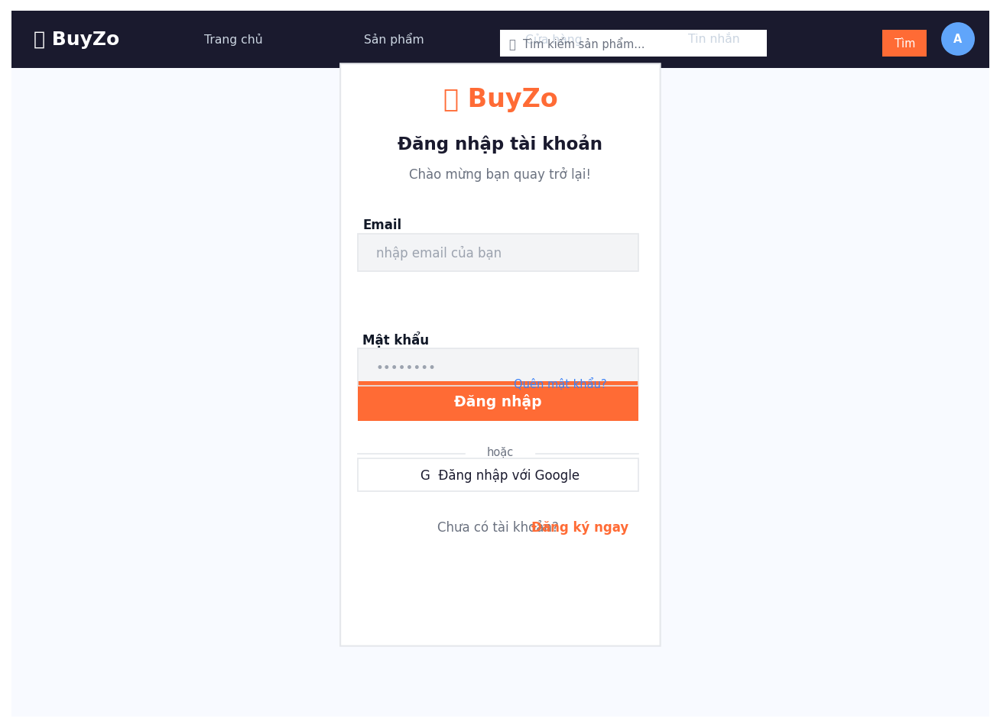 BuyZo
Trang chủ
Sản phẩm
Cửa hàng
Tin nhắn
Tìm kiếm sản phẩm...
Tìm
A
BuyZo
Đăng nhập tài khoản
Chào mừng bạn quay trở lại!
Email
nhập email của bạn
Mật khẩu
••••••••
Quên mật khẩu?
Đăng nhập
hoặc
G Đăng nhập với Google
Chưa có tài khoản? Đăng ký ngay